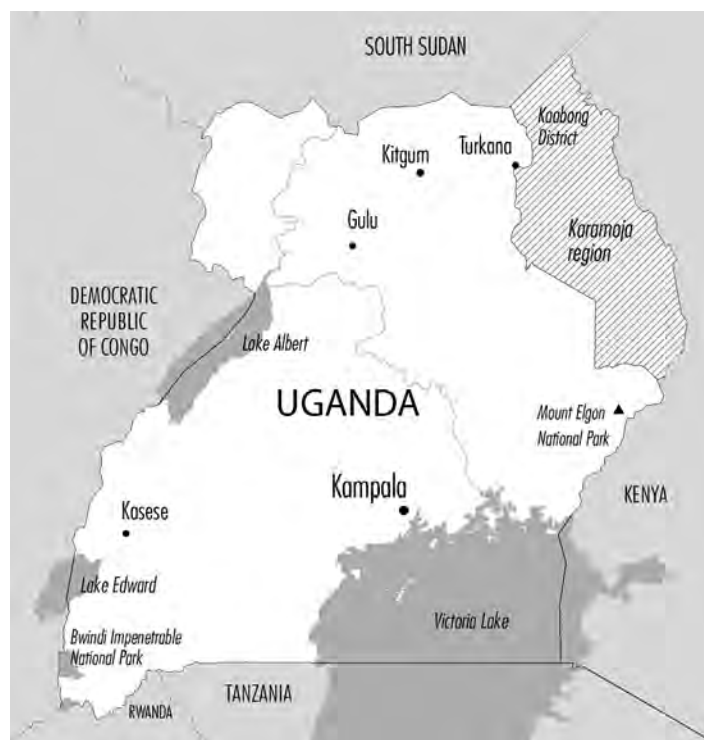 SOUTH SUDAN
Kaabong
District
Turkana
Kitgum
Gulu
Karamoja
region
DEMOCRATIC
REPUBLIC
OF CONGO
Lake Albert
UGANDA
Mount Elgon
National Park
Kampala
KENYA
Kasese
Lake Edward
Victoria Lake
Bwindi Impenetrable
National Park
TANZANIA
RWANDA